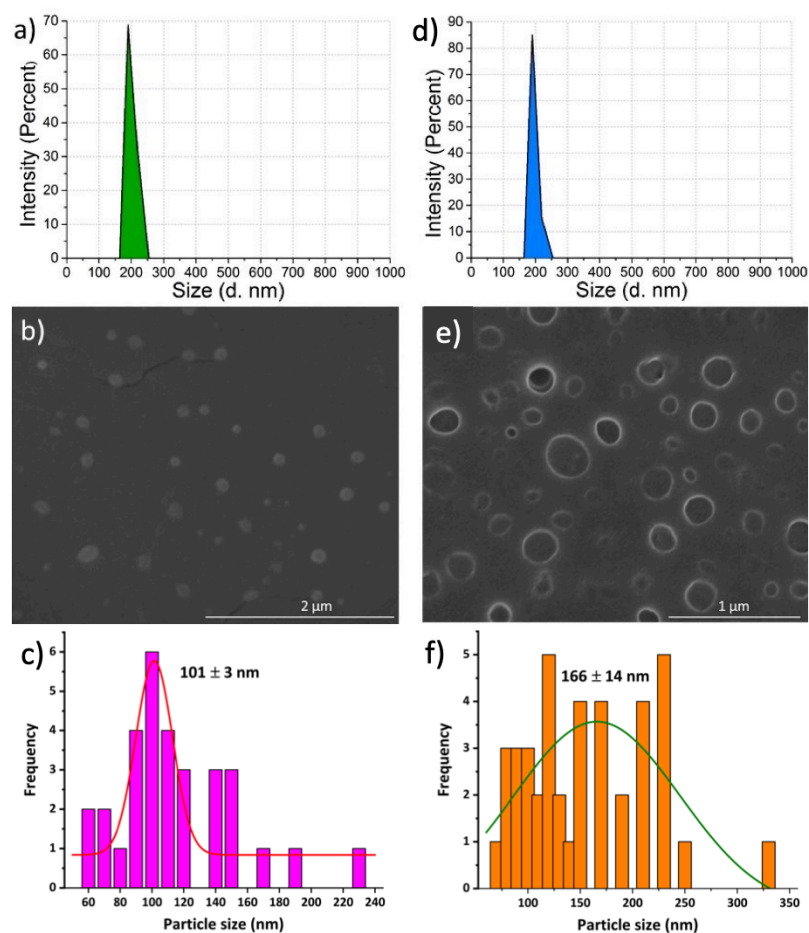 a)
70
60
50
40
30
20
10
0
Intensity (Percent)
0 100 200 300 400 500 600 700 800 900 1000
Size (d. nm)
d)
90
80
70
60
50
40
30
20
10
0
Intensity (Percent)
0 100 200 300 400 500 600 700 800 900 1000
Size (d. nm)
b)
2 µm
e)
1 µm
c)
101 ± 3 nm
6
5
4
3
2
1
0
Frequency
60 80 100 120 140 160 180 200 220 240
Particle size (nm)
f)
166 ± 14 nm
5
4
3
2
1
0
Frequency
100 150 200 250 300 350
Particle size (nm)